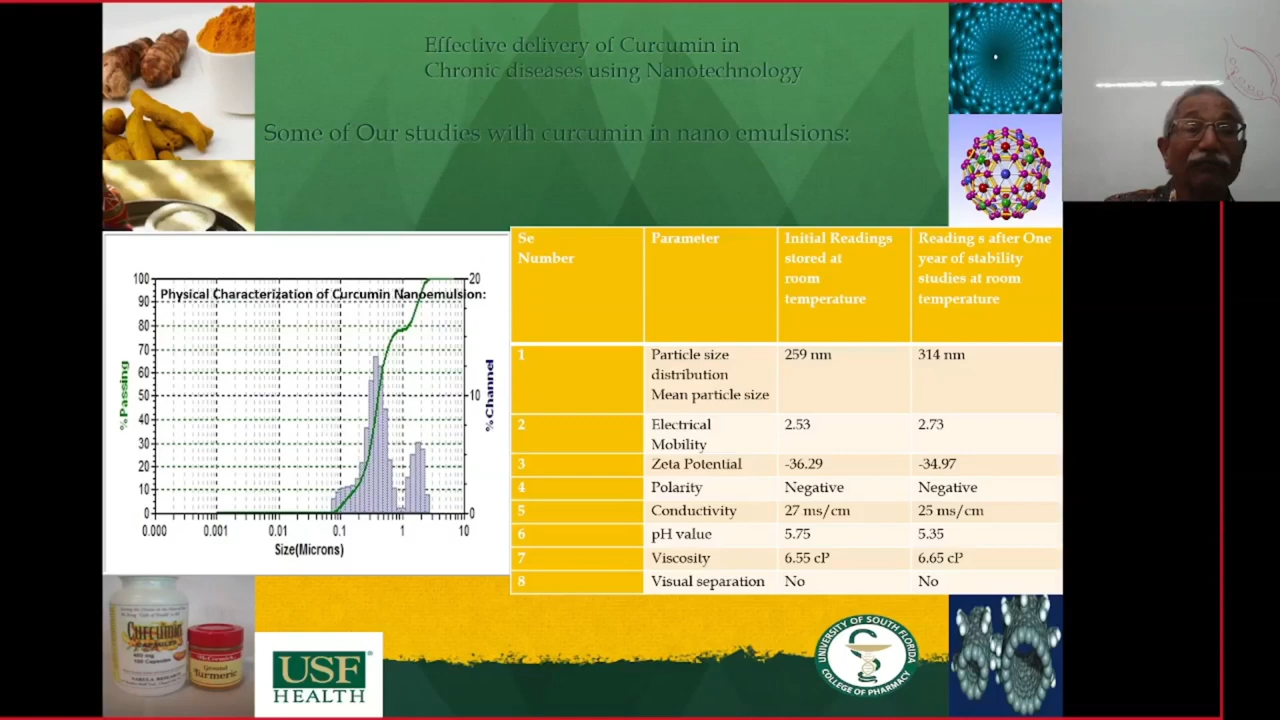 Effective delivery of Curcumin in
Chronic diseases using Nanotechnology
Some of Our studies with curcumin in nano emulsions:
Physical Characterization of Curcumin Nanoemulsion:
100
90
80
70
60
50
40
30
20
10
0
%Passing
20
10
0
%Channel
0.000 0.001 0.01 0.1 1 10
Size(Microns)
Se
Number
Parameter
Initial Readings
stored at
room
temperature
Reading s after One
year of stability
studies at room
temperature
1
Particle size
distribution
Mean particle size
259 nm
314 nm
2
Electrical
Mobility
2.53
2.73
3 Zeta Potential -36.29 -34.97
4 Polarity Negative Negative
5 Conductivity 27 ms/cm 25 ms/cm
6 pH value 5.75 5.35
7 Viscosity 6.55 cP 6.65 cP
8 Visual separation No No
Curcumin
CAPSULES
Ground
Turmeric
USF
HEALTH
UNIVERSITY OF SOUTH FLORIDA
COLLEGE OF PHARMACY